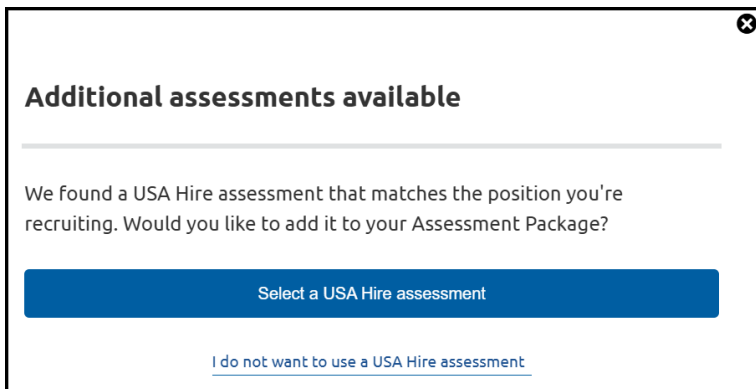 Additional assessments available
We found a USA Hire assessment that matches the position you're
recruiting. Would you like to add it to your Assessment Package?
Select a USA Hire assessment
I do not want to use a USA Hire assessment